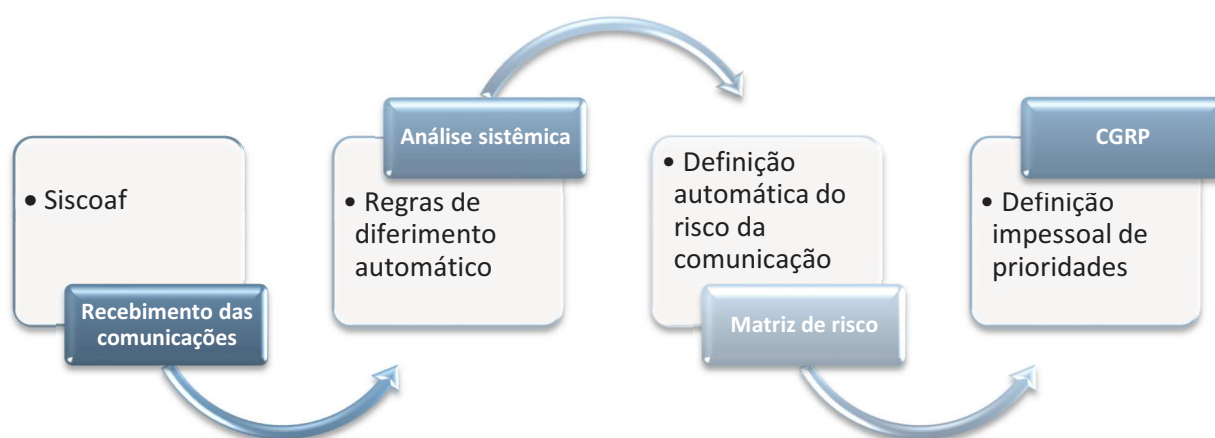 • Siscoaf
Recebimento das
comunicações
Análise sistêmica
• Regras de
diferimento
automático
• Definição
automática do
risco da
comunicação
Matriz de risco
CGRP
• Definição
impessoal de
prioridades